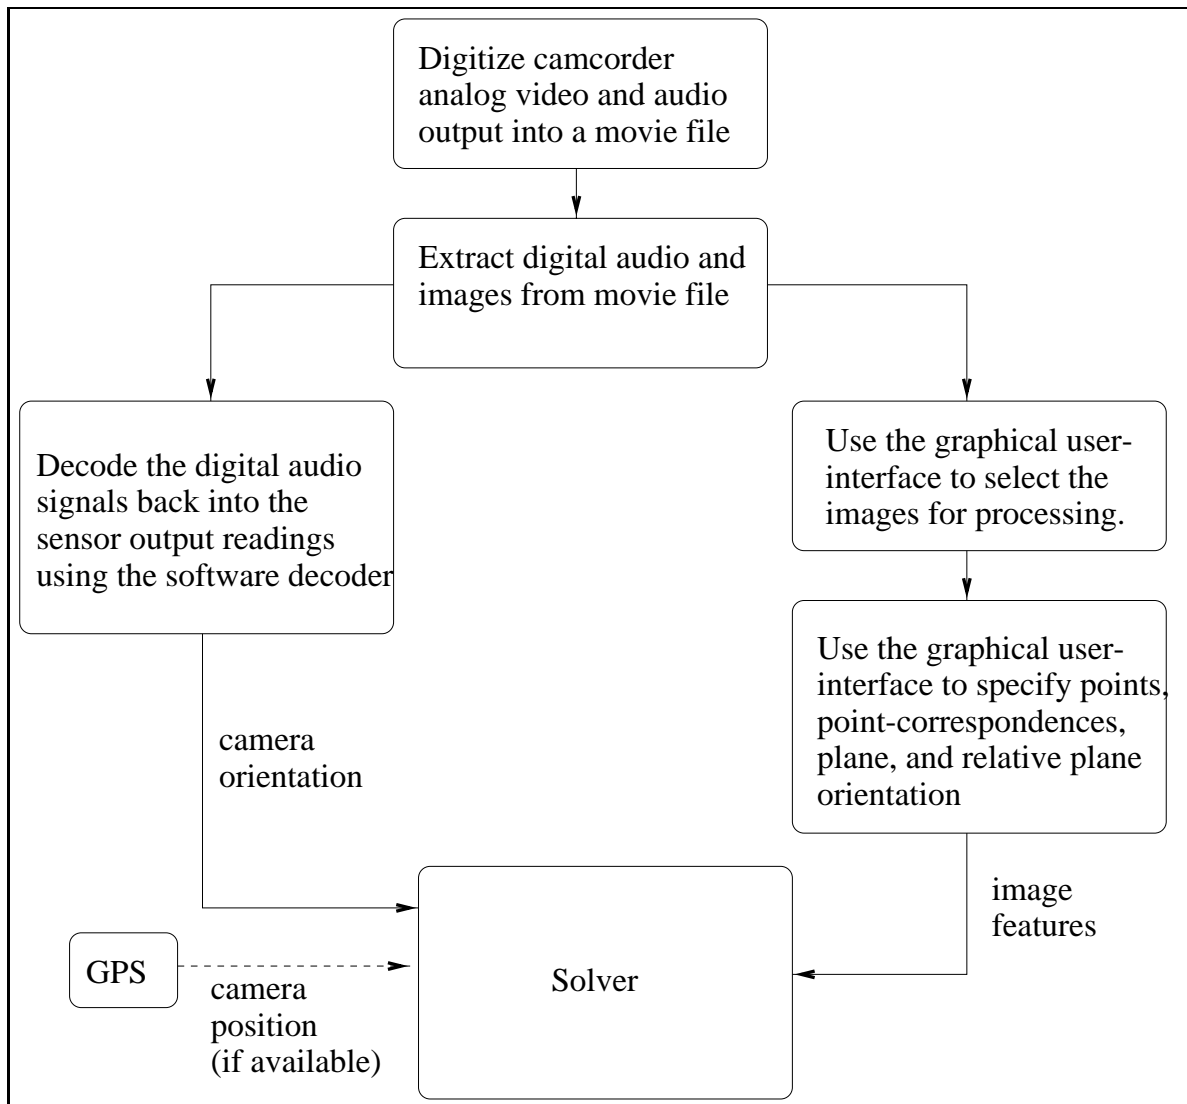 Digitize camcorder
analog video and audio
output into a movie file
Extract digital audio and
images from movie file
Decode the digital audio
signals back into the
sensor output readings
using the software decoder
Use the graphical user-
interface to select the
images for processing.
Use the graphical user-
interface to specify points,
point-correspondences,
plane, and relative plane
orientation
camera
orientation
image
features
GPS
camera
position
(if available)
Solver